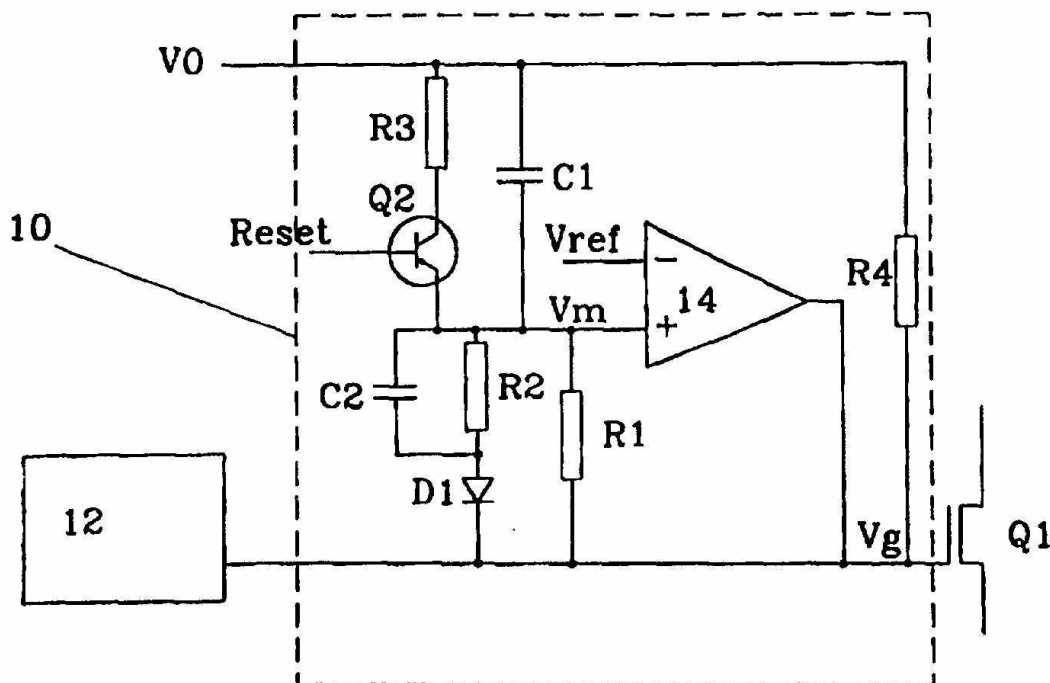 V0
R3
C1
Q2
10
Reset
Vref
−
14
R4
Vm
+
C2
R2
R1
D1
12
Vg
Q1